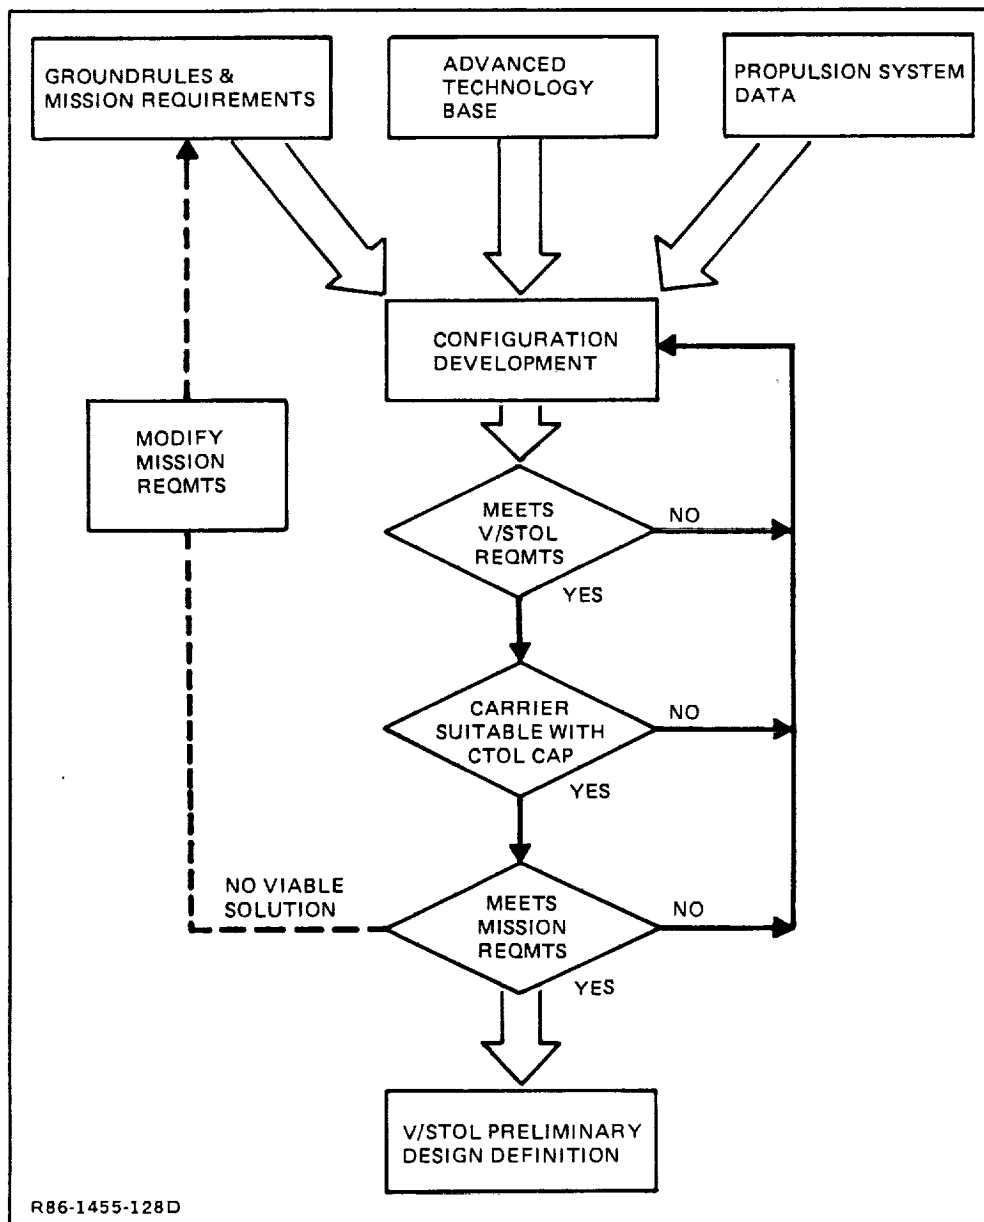 GROUNDRULES &
MISSION REQUIREMENTS
ADVANCED
TECHNOLOGY
BASE
PROPULSION SYSTEM
DATA
CONFIGURATION
DEVELOPMENT
MODIFY
MISSION
REQMTS
MEETS
V/STOL
REQMTS
NO
YES
CARRIER
SUITABLE WITH
CTOL CAP
NO
YES
NO VIABLE
SOLUTION
MEETS
MISSION
REQMTS
NO
YES
V/STOL PRELIMINARY
DESIGN DEFINITION
R86-1455-128D